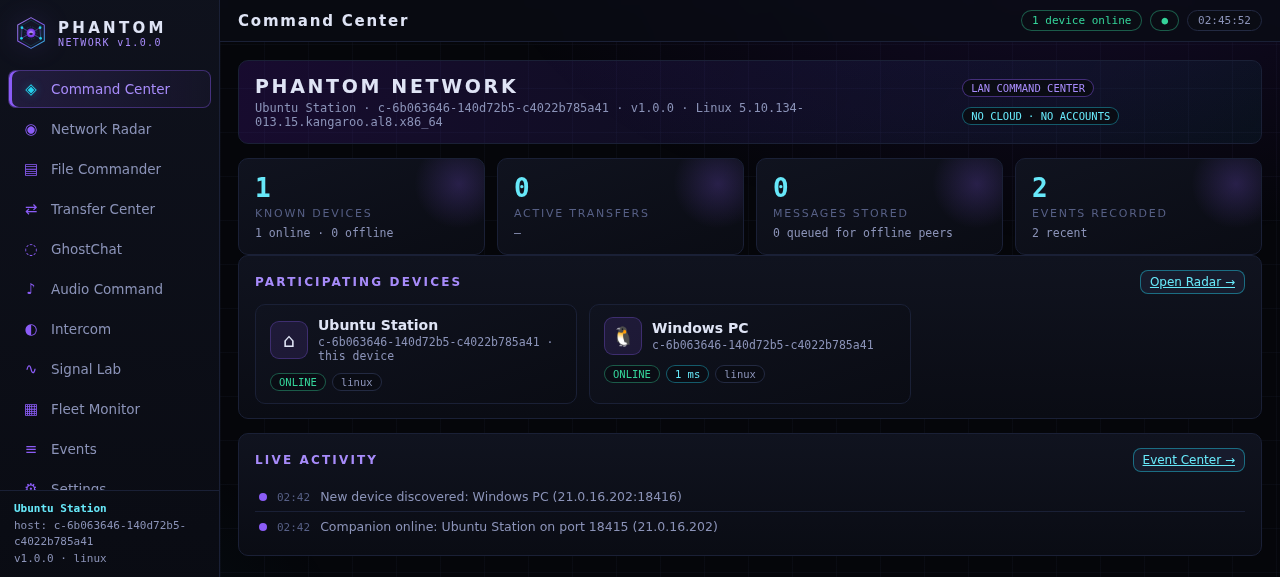 PHANTOM
NETWORK v1.0.0
Command Center
Network Radar
File Commander
Transfer Center
GhostChat
Audio Command
Intercom
Signal Lab
Fleet Monitor
Events
Settings
Ubuntu Station
host: c-6b063646-140d72b5-
c4022b785a41
v1.0.0 · linux
Command Center
1 device online
●
02:45:52
PHANTOM NETWORK
Ubuntu Station · c-6b063646-140d72b5-c4022b785a41 · v1.0.0 · Linux 5.10.134-
013.15.kangaroo.al8.x86_64
LAN COMMAND CENTER
NO CLOUD · NO ACCOUNTS
1
KNOWN DEVICES
1 online · 0 offline
0
ACTIVE TRANSFERS
—
0
MESSAGES STORED
0 queued for offline peers
2
EVENTS RECORDED
2 recent
PARTICIPATING DEVICES
Open Radar →
Ubuntu Station
c-6b063646-140d72b5-c4022b785a41 ·
this device
ONLINE linux
Windows PC
c-6b063646-140d72b5-c4022b785a41
ONLINE 1 ms linux
LIVE ACTIVITY
Event Center →
02:42 New device discovered: Windows PC (21.0.16.202:18416)
02:42 Companion online: Ubuntu Station on port 18415 (21.0.16.202)